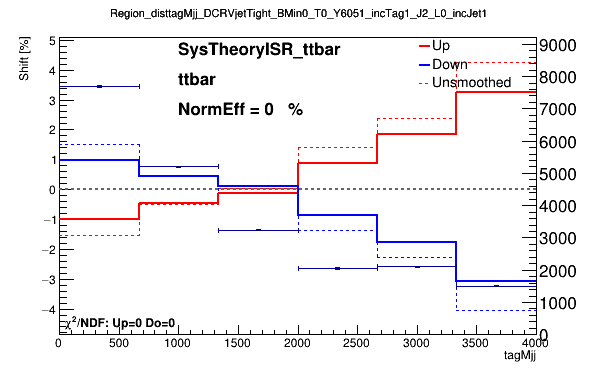 Region_disttagMjj_DCRVjetTight_BMin0_T0_Y6051_incTag1_J2_L0_incJet1
Shift [%]
SysTheoryISR_ttbar
ttbar
NormEff = 0 %
Up
Down
Unsmoothed
5
4
3
2
1
0
−1
−2
−3
−4
9000
8000
7000
6000
5000
4000
3000
2000
1000
0
χ²/NDF: Up=0 Do=0
0 500 1000 1500 2000 2500 3000 3500 4000
tagMjj